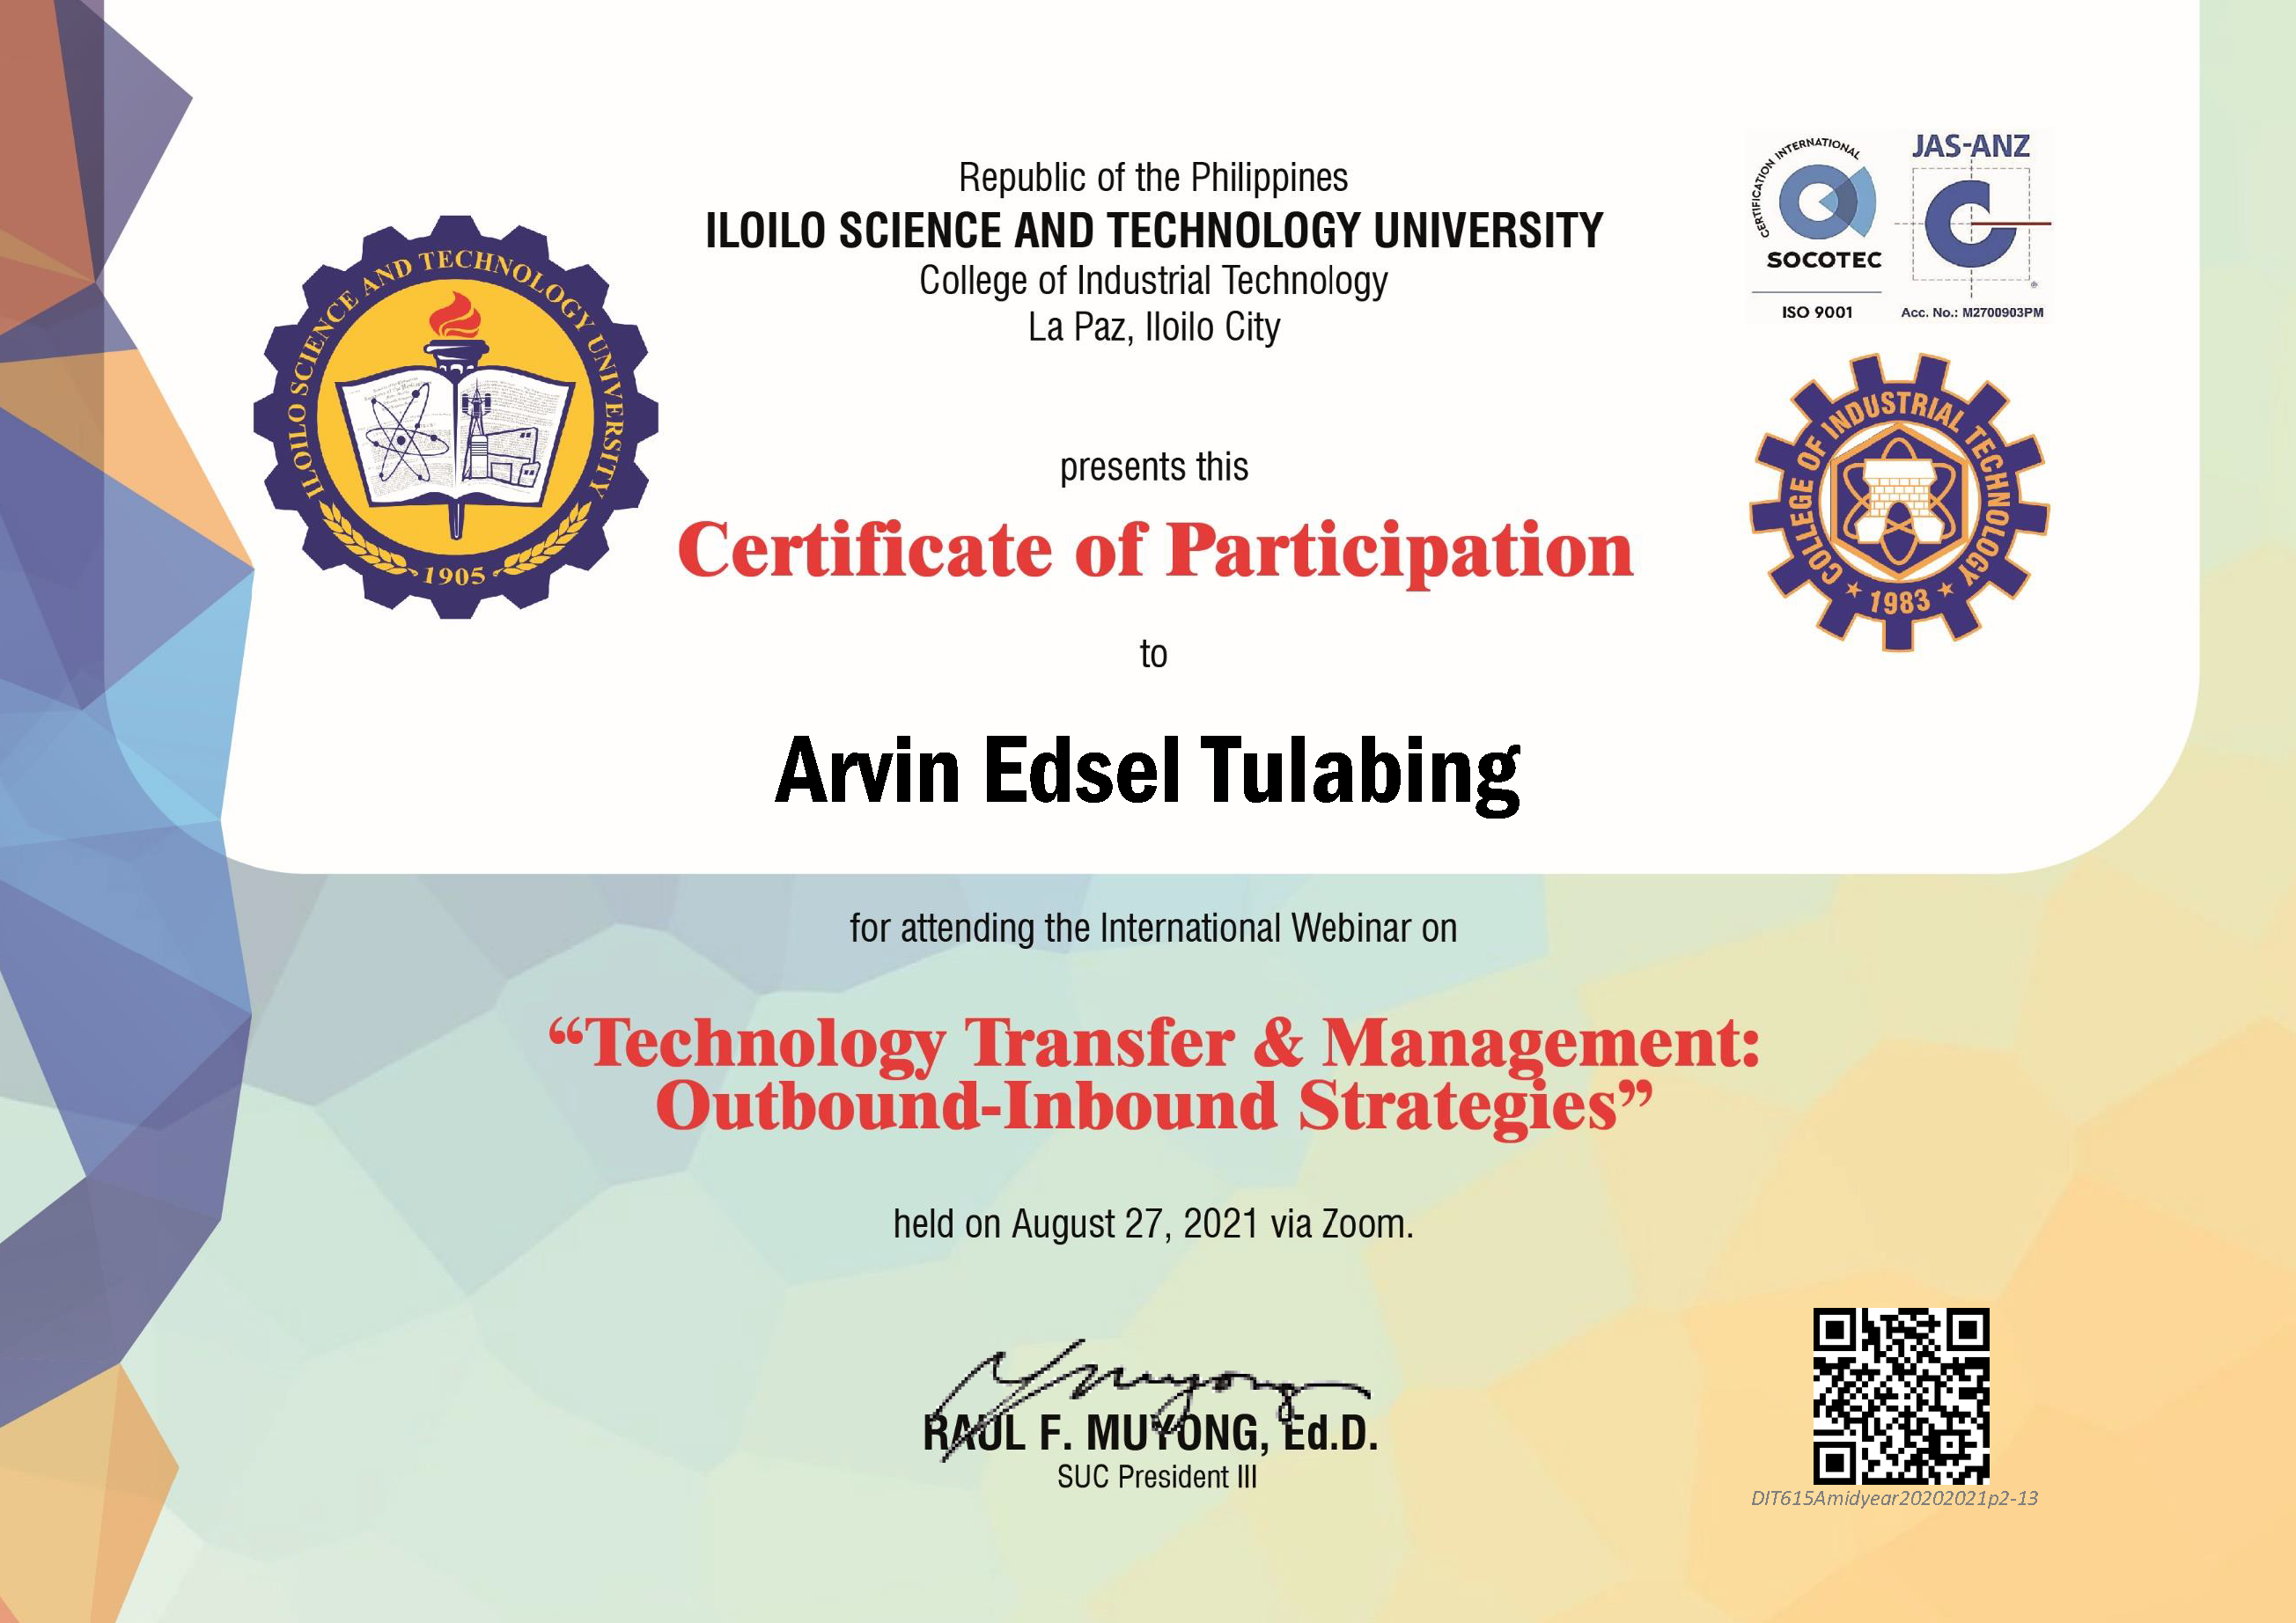 Republic of the Philippines
ILOILO SCIENCE AND TECHNOLOGY UNIVERSITY
College of Industrial Technology
La Paz, Iloilo City
ILOILO SCIENCE AND TECHNOLOGY UNIVERSITY
1905
CERTIFICATION INTERNATIONAL
SOCOTEC
ISO 9001
JAS-ANZ
Acc. No.: M2700903PM
COLLEGE OF INDUSTRIAL TECHNOLOGY
1983
presents this
Certificate of Participation
to
Arvin Edsel Tulabing
for attending the International Webinar on
“Technology Transfer & Management:
Outbound-Inbound Strategies”
held on August 27, 2021 via Zoom.
RAUL F. MUYONG, Ed.D.
SUC President III
DIT615Amidyear20202021p2-13